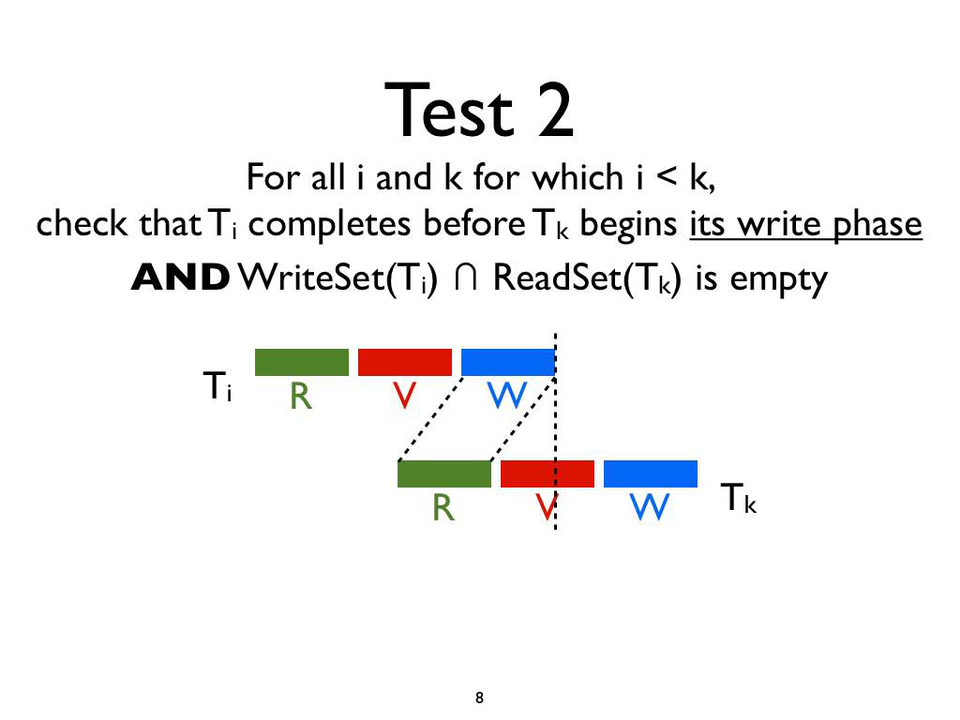 Test 2
For all i and k for which i < k,
check that Ti completes before Tk begins its write phase
AND WriteSet(Ti) ∩ ReadSet(Tk) is empty
Ti
R V W
R V W
Tk
8